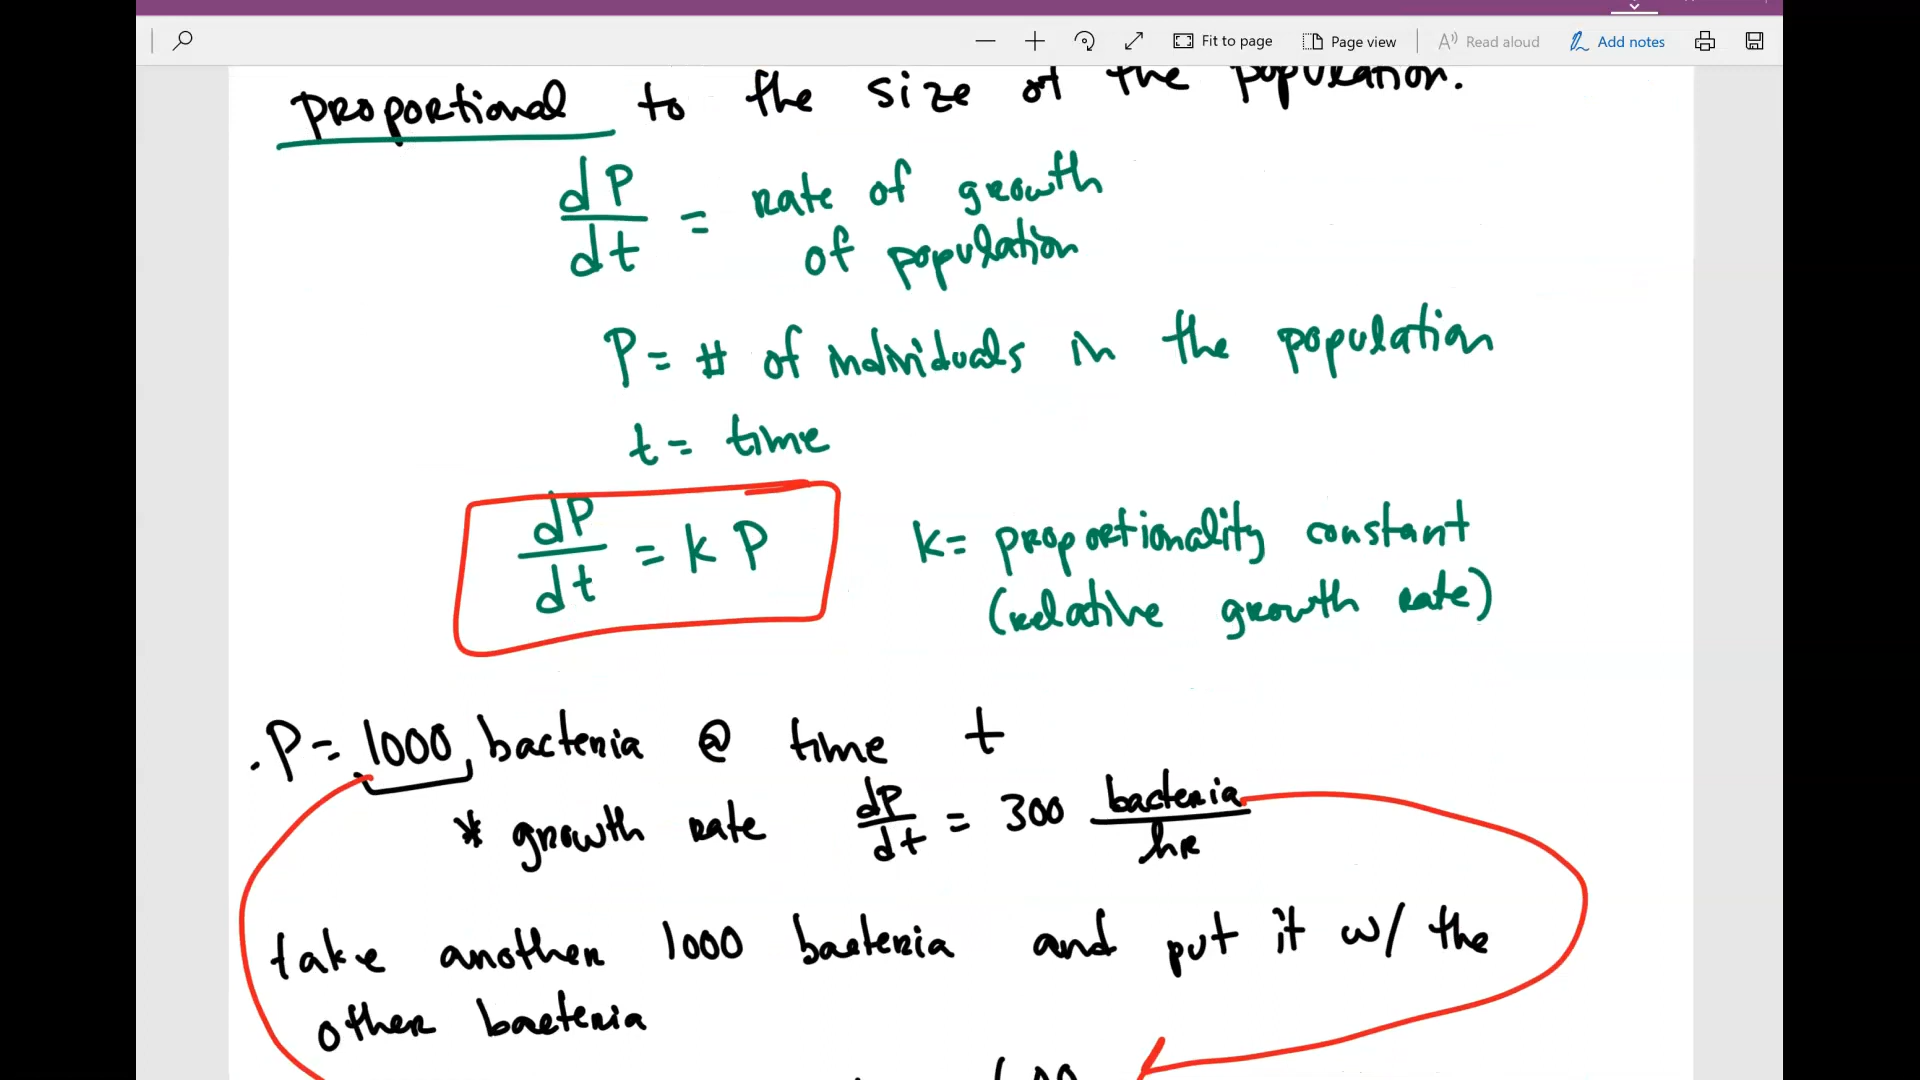 Fit to page Page view Read aloud Add notes
proportional to the size of the population.
dP/dt = rate of growth
of population
P = # of individuals in the population
t = time
dP/dt = k P
k = proportionality constant
(relative growth rate)
. P = 1000 bacteria @ time t
* growth rate dP/dt = 300 bacteria/hr
take another 1000 bacteria and put it w/ the
other bacteria